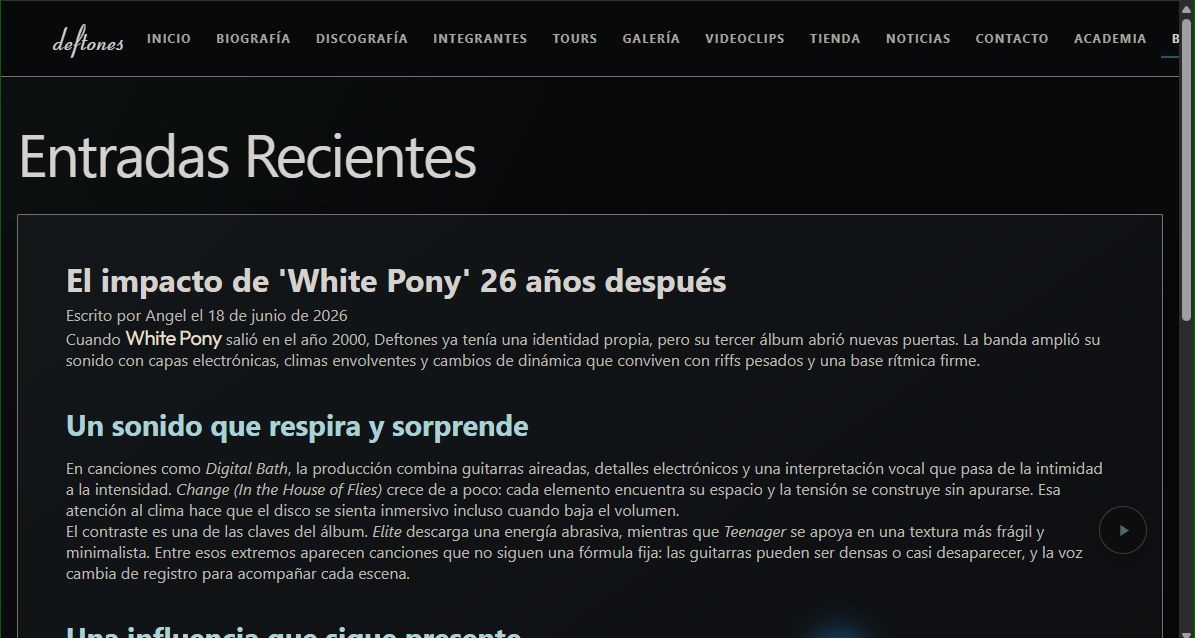 deftones INICIO BIOGRAFÍA DISCOGRAFÍA INTEGRANTES TOURS GALERÍA VIDEOCLIPS TIENDA NOTICIAS CONTACTO ACADEMIA
Entradas Recientes
El impacto de 'White Pony' 26 años después
Escrito por Angel el 18 de junio de 2026
Cuando White Pony salió en el año 2000, Deftones ya tenía una identidad propia, pero su tercer álbum abrió nuevas puertas. La banda amplió su
sonido con capas electrónicas, climas envolventes y cambios de dinámica que conviven con riffs pesados y una base rítmica firme.
Un sonido que respira y sorprende
En canciones como Digital Bath, la producción combina guitarras aireadas, detalles electrónicos y una interpretación vocal que pasa de la intimidad
a la intensidad. Change (In the House of Flies) crece de a poco: cada elemento encuentra su espacio y la tensión se construye sin apurarse. Esa
atención al clima hace que el disco se sienta inmersivo incluso cuando baja el volumen.
El contraste es una de las claves del álbum. Elite descarga una energía abrasiva, mientras que Teenager se apoya en una textura más frágil y
minimalista. Entre esos extremos aparecen canciones que no siguen una fórmula fija: las guitarras pueden ser densas o casi desaparecer, y la voz
cambia de registro para acompañar cada escena.
Una influencia que sigue presente